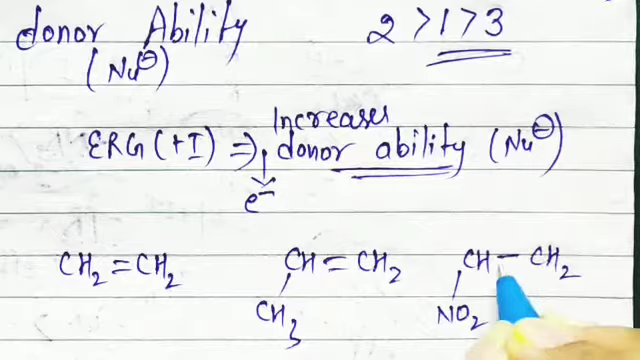 donor Ability 2 > 1 > 3
(Nu⊖)
Increases
ERG (+I) ⇒ donor ability (Nu⊖)
e⁻
CH2=CH2 CH=CH2 CH-CH2
CH3 NO2